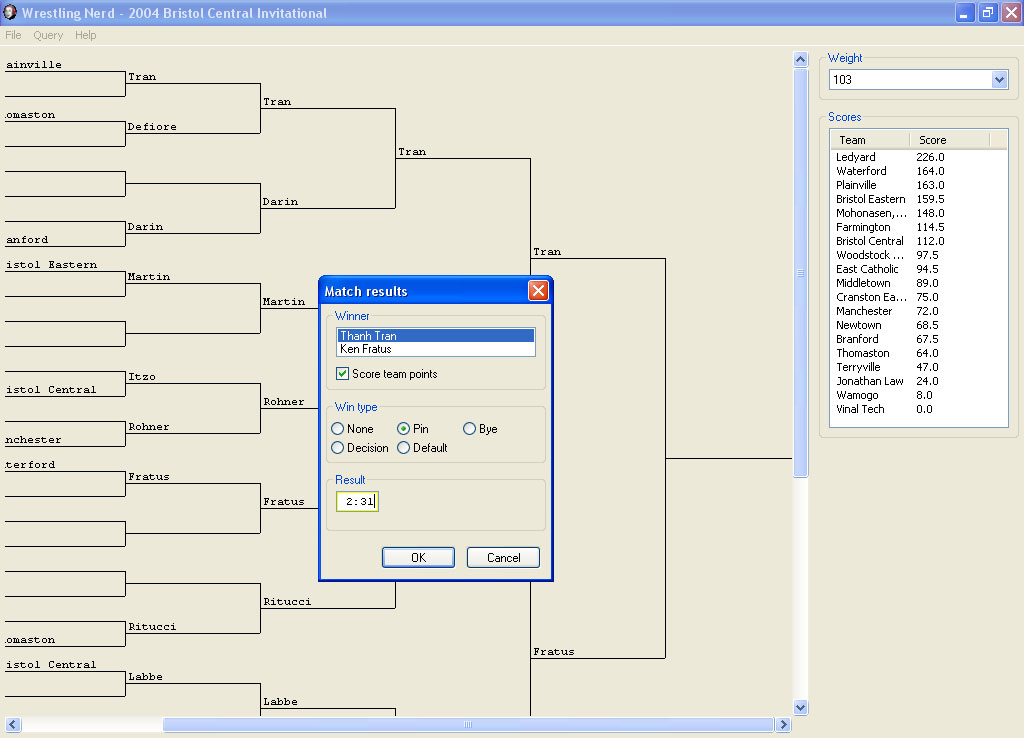 Wrestling Nerd - 2004 Bristol Central Invitational
File Query Help
ainville
Tran
Tran
omaston
Defiore
Tran
Darin
Darin
anford
Tran
istol Eastern
Martin
Martin
Itzo
istol Central
Rohner
Rohner
nchester
terford
Fratus
Fratus
Ritucci
Ritucci
omaston
Fratus
istol Central
Labbe
Labbe
Match results
Winner
Thanh Tran
Ken Fratus
Score team points
Win type
None Pin Bye
Decision Default
Result
2:31
OK Cancel
Weight
103
Scores
Team Score
Ledyard 226.0
Waterford 164.0
Plainville 163.0
Bristol Eastern 159.5
Mohonasen,... 148.0
Farmington 114.5
Bristol Central 112.0
Woodstock ... 97.5
East Catholic 94.5
Middletown 89.0
Cranston Ea... 75.0
Manchester 72.0
Newtown 68.5
Branford 67.5
Thomaston 64.0
Terryville 47.0
Jonathan Law 24.0
Wamogo 8.0
Vinal Tech 0.0